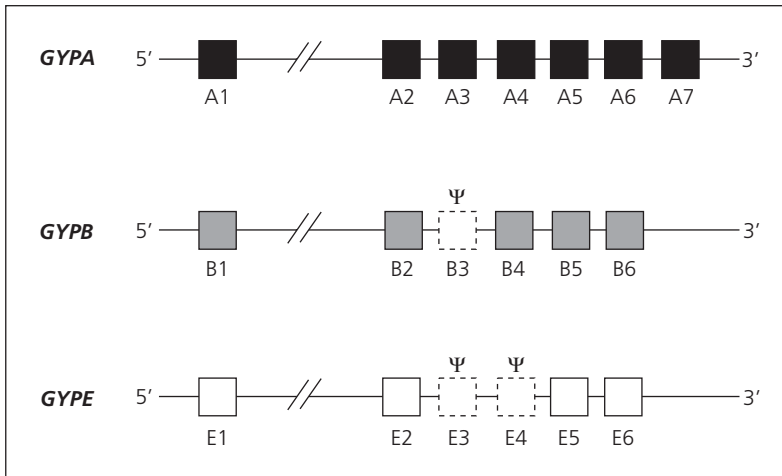 GYPA 5′ 3′
A1 A2 A3 A4 A5 A6 A7
Ψ
GYPB 5′ 3′
B1 B2 B3 B4 B5 B6
Ψ Ψ
GYPE 5′ 3′
E1 E2 E3 E4 E5 E6